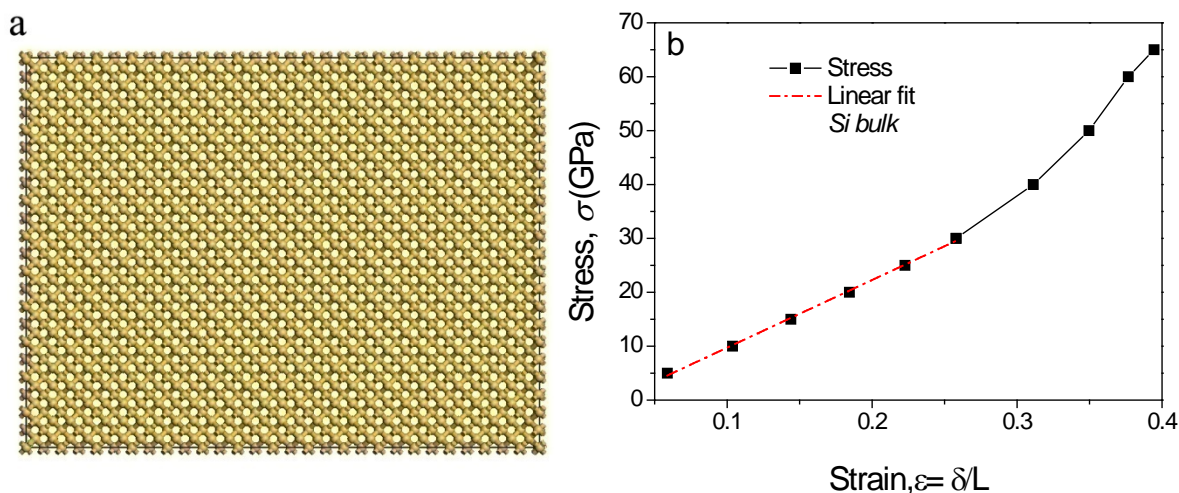 a
b
Stress
Linear fit
Si bulk
Stress, σ(GPa)
70
60
50
40
30
20
10
0
0.1 0.2 0.3 0.4
Strain,ε= δ/L